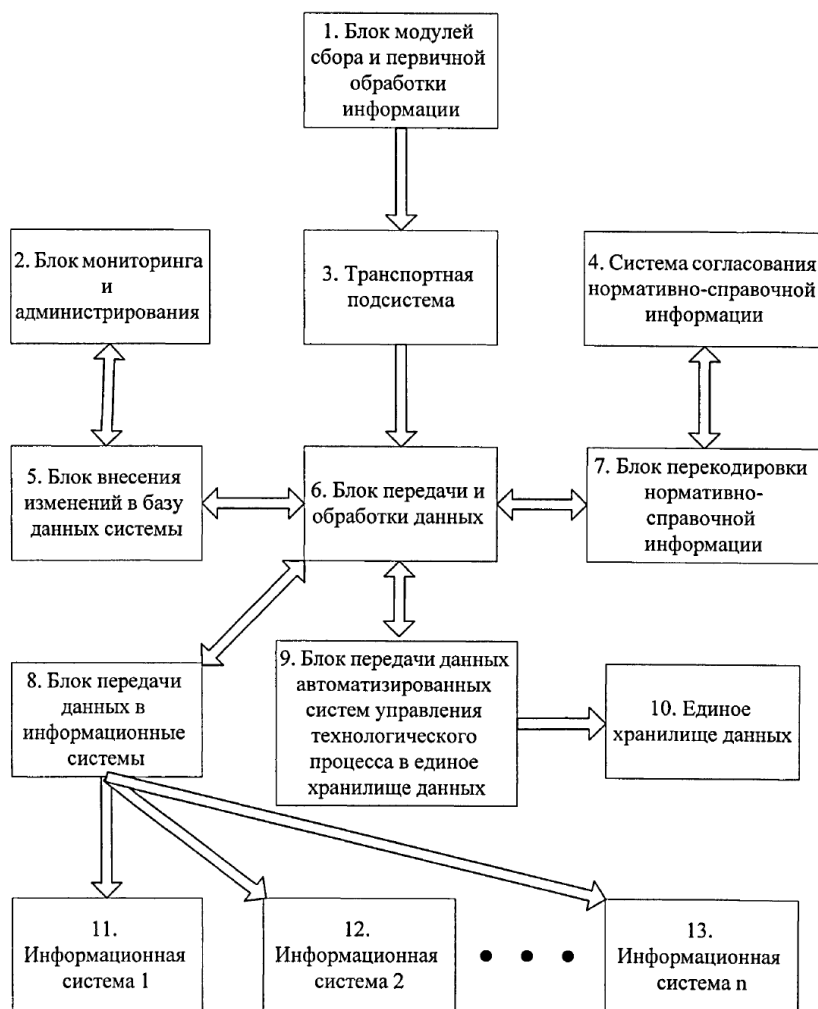 1. Блок модулей
сбора и первичной
обработки
информации
2. Блок мониторинга
и
администрирования
3. Транспортная
подсистема
4. Система согласования
нормативно-справочной
информации
5. Блок внесения
изменений в базу
данных системы
6. Блок передачи и
обработки данных
7. Блок перекодировки
нормативно-
справочной
информации
8. Блок передачи
данных в
информационные
системы
9. Блок передачи данных
автоматизированных
систем управления
технологического
процесса в единое
хранилище данных
10. Единое
хранилище данных
11.
Информационная
система 1
12.
Информационная
система 2
13.
Информационная
система n